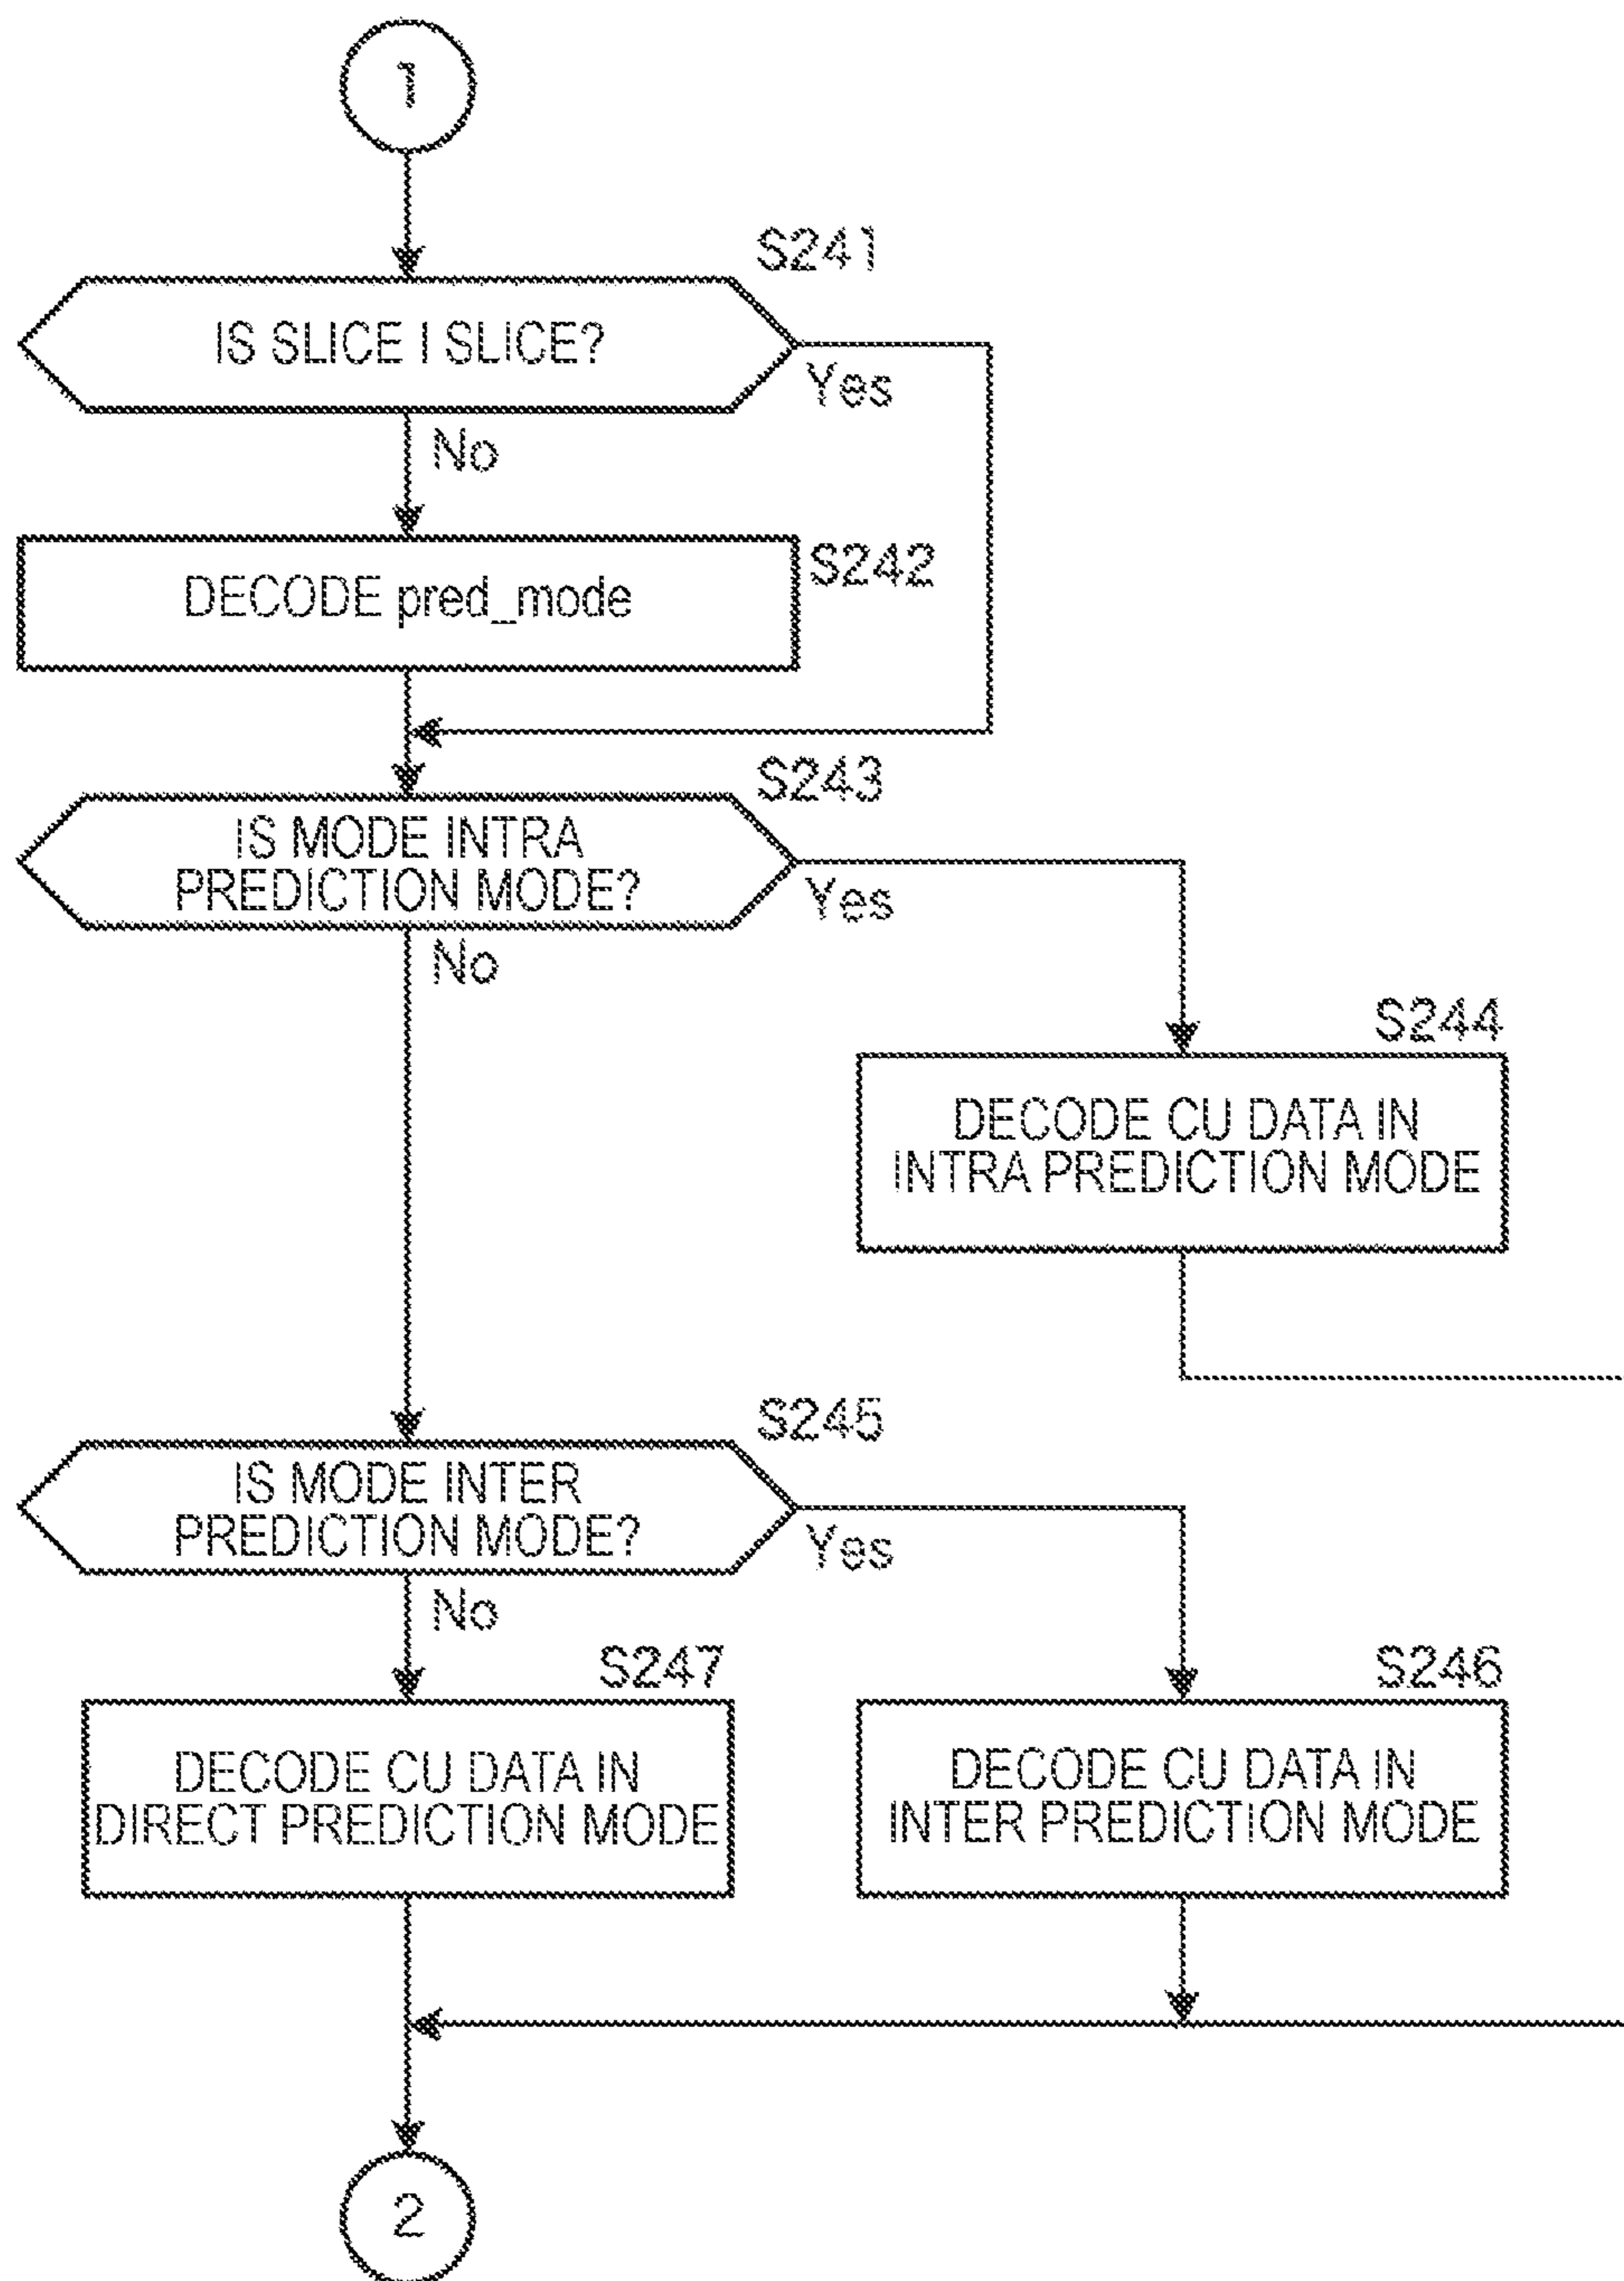 1
S241
IS SLICE I SLICE?
Yes
No
S242
DECODE pred_mode
S243
IS MODE INTRA
PREDICTION MODE?
Yes
No
S244
DECODE CU DATA IN
INTRA PREDICTION MODE
S245
IS MODE INTER
PREDICTION MODE?
Yes
No
S247
S246
DECODE CU DATA IN
DIRECT PREDICTION MODE
DECODE CU DATA IN
INTER PREDICTION MODE
2